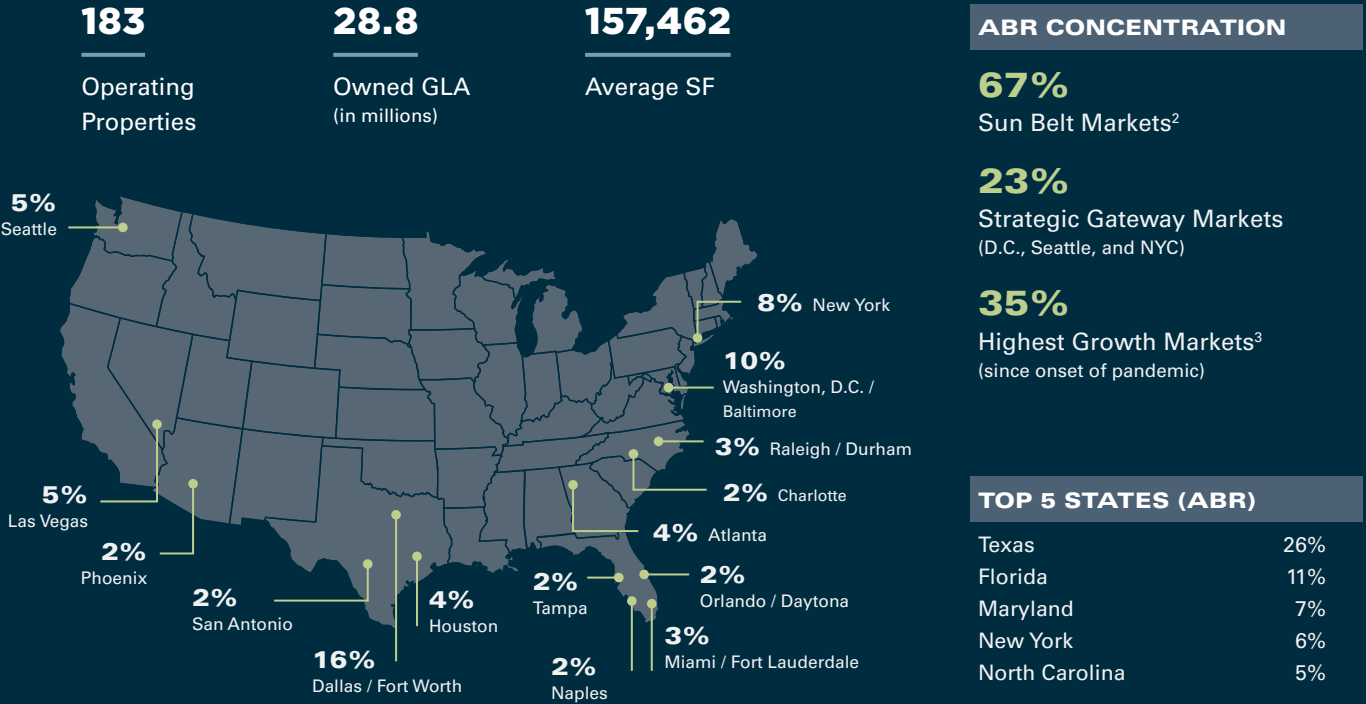 183
Operating
Properties
28.8
Owned GLA
(in millions)
157,462
Average SF
5%
Seattle
5%
Las Vegas
2%
Phoenix
2%
San Antonio
16%
Dallas / Fort Worth
4%
Houston
2%
Tampa
2%
Naples
3%
Miami / Fort Lauderdale
2%
Orlando / Daytona
4% Atlanta
2% Charlotte
3% Raleigh / Durham
10%
Washington, D.C. /
Baltimore
8% New York
ABR CONCENTRATION
67%
Sun Belt Markets²
23%
Strategic Gateway Markets
(D.C., Seattle, and NYC)
35%
Highest Growth Markets³
(since onset of pandemic)
TOP 5 STATES (ABR)
Texas 26%
Florida 11%
Maryland 7%
New York 6%
North Carolina 5%